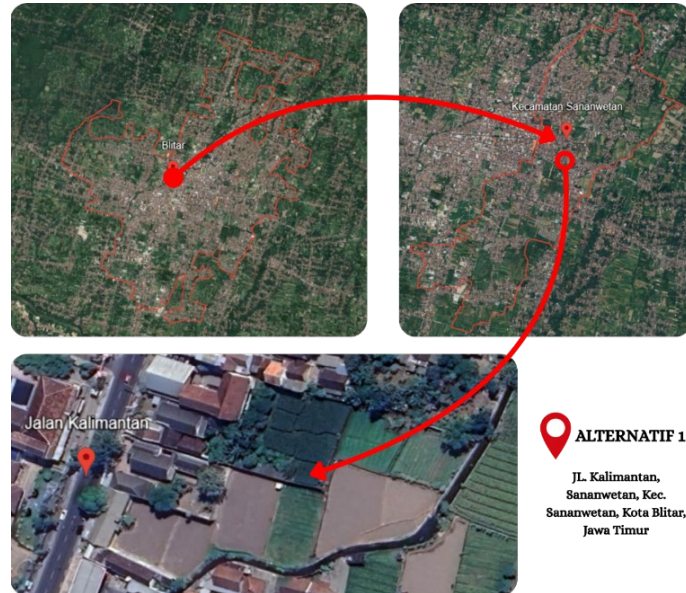 Blitar
Kecamatan Sananwetan
Jalan Kalimantan
ALTERNATIF 1
JL. Kalimantan,
Sananwetan, Kec.
Sananwetan, Kota Blitar,
Jawa Timur